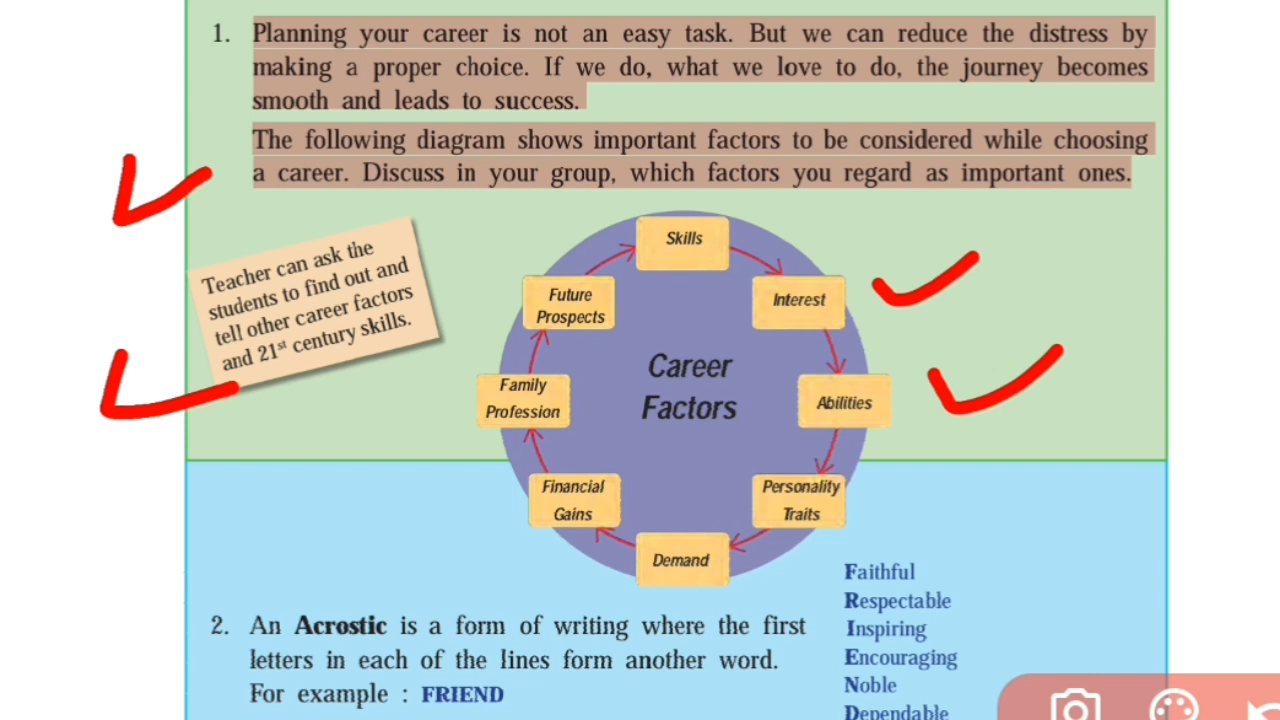 1. Planning your career is not an easy task. But we can reduce the distress by
making a proper choice. If we do, what we love to do, the journey becomes
smooth and leads to success.
The following diagram shows important factors to be considered while choosing
a career. Discuss in your group, which factors you regard as important ones.
Teacher can ask the
students to find out and
tell other career factors
and 21st century skills.
Skills
Interest
Abilities
Personality
Traits
Demand
Financial
Gains
Family
Profession
Future
Prospects
Career
Factors
2. An Acrostic is a form of writing where the first
letters in each of the lines form another word.
For example : FRIEND
Faithful
Respectable
Inspiring
Encouraging
Noble
Dependable